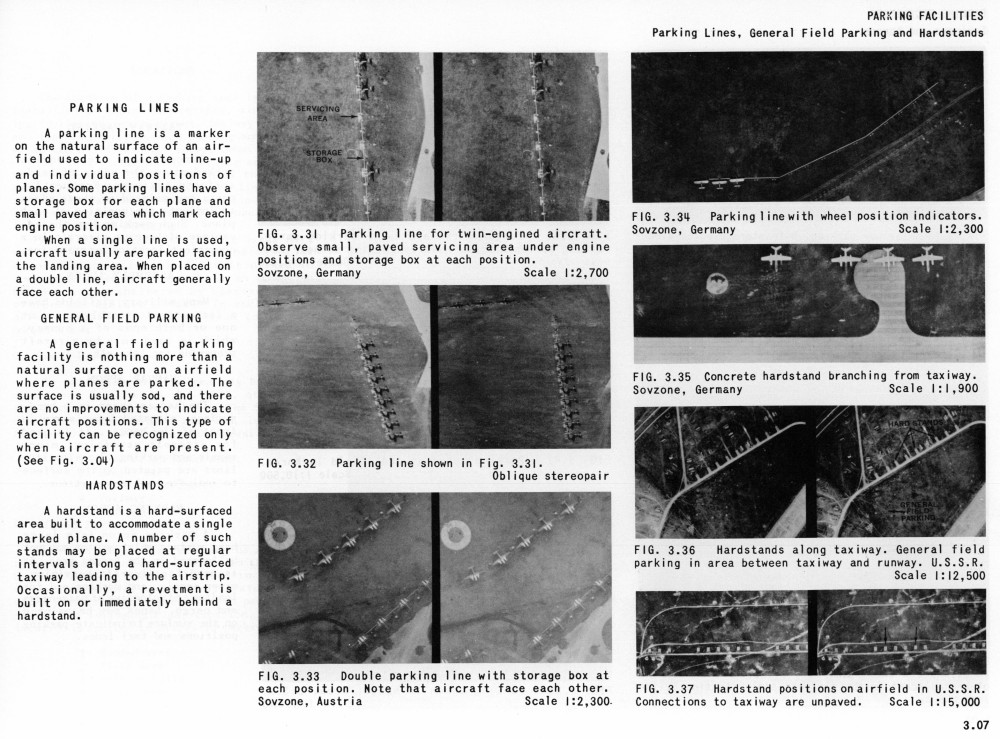 PARKING FACILITIES
Parking Lines, General Field Parking and Hardstands
PARKING LINES
A parking line is a marker
on the natural surface of an air-
field used to indicate line-up
and individual positions of
planes. Some parking lines have a
storage box for each plane and
small paved areas which mark each
engine position.
When a single line is used,
aircraft usually are parked facing
the landing area. When placed on
a double line, aircraft generally
face each other.
GENERAL FIELD PARKING
A general field parking
facility is nothing more than a
natural surface on an airfield
where planes are parked. The
surface is usually sod, and there
are no improvements to indicate
aircraft positions. This type of
facility can be recognized only
when aircraft are present.
(See Fig. 3.04)
HARDSTANDS
A hardstand is a hard-surfaced
area built to accommodate a single
parked plane. A number of such
stands may be placed at regular
intervals along a hard-surfaced
taxiway leading to the airstrip.
Occasionally, a revetment is
built on or immediately behind a
hardstand.
SERVICING
AREA
STORAGE
BOX
FIG. 3.31 Parking line for twin-engined aircraft.
Observe small, paved servicing area under engine
positions and storage box at each position.
Sovzone, Germany Scale 1:2,700
FIG. 3.32 Parking line shown in Fig. 3.31.
Oblique stereopair
FIG. 3.33 Double parking line with storage box at
each position. Note that aircraft face each other.
Sovzone, Austria Scale 1:2,300.
FIG. 3.34 Parking line with wheel position indicators.
Sovzone, Germany Scale 1:2,300
FIG. 3.35 Concrete hardstand branching from taxiway.
Sovzone, Germany Scale 1:1,900
HARD STANDS
GENERAL
FIELD
PARKING
FIG. 3.36 Hardstands along taxiway. General field
parking in area between taxiway and runway. U.S.S.R.
Scale 1:12,500
FIG. 3.37 Hardstand positions on airfield in U.S.S.R.
Connections to taxiway are unpaved. Scale 1:15,000
3.07